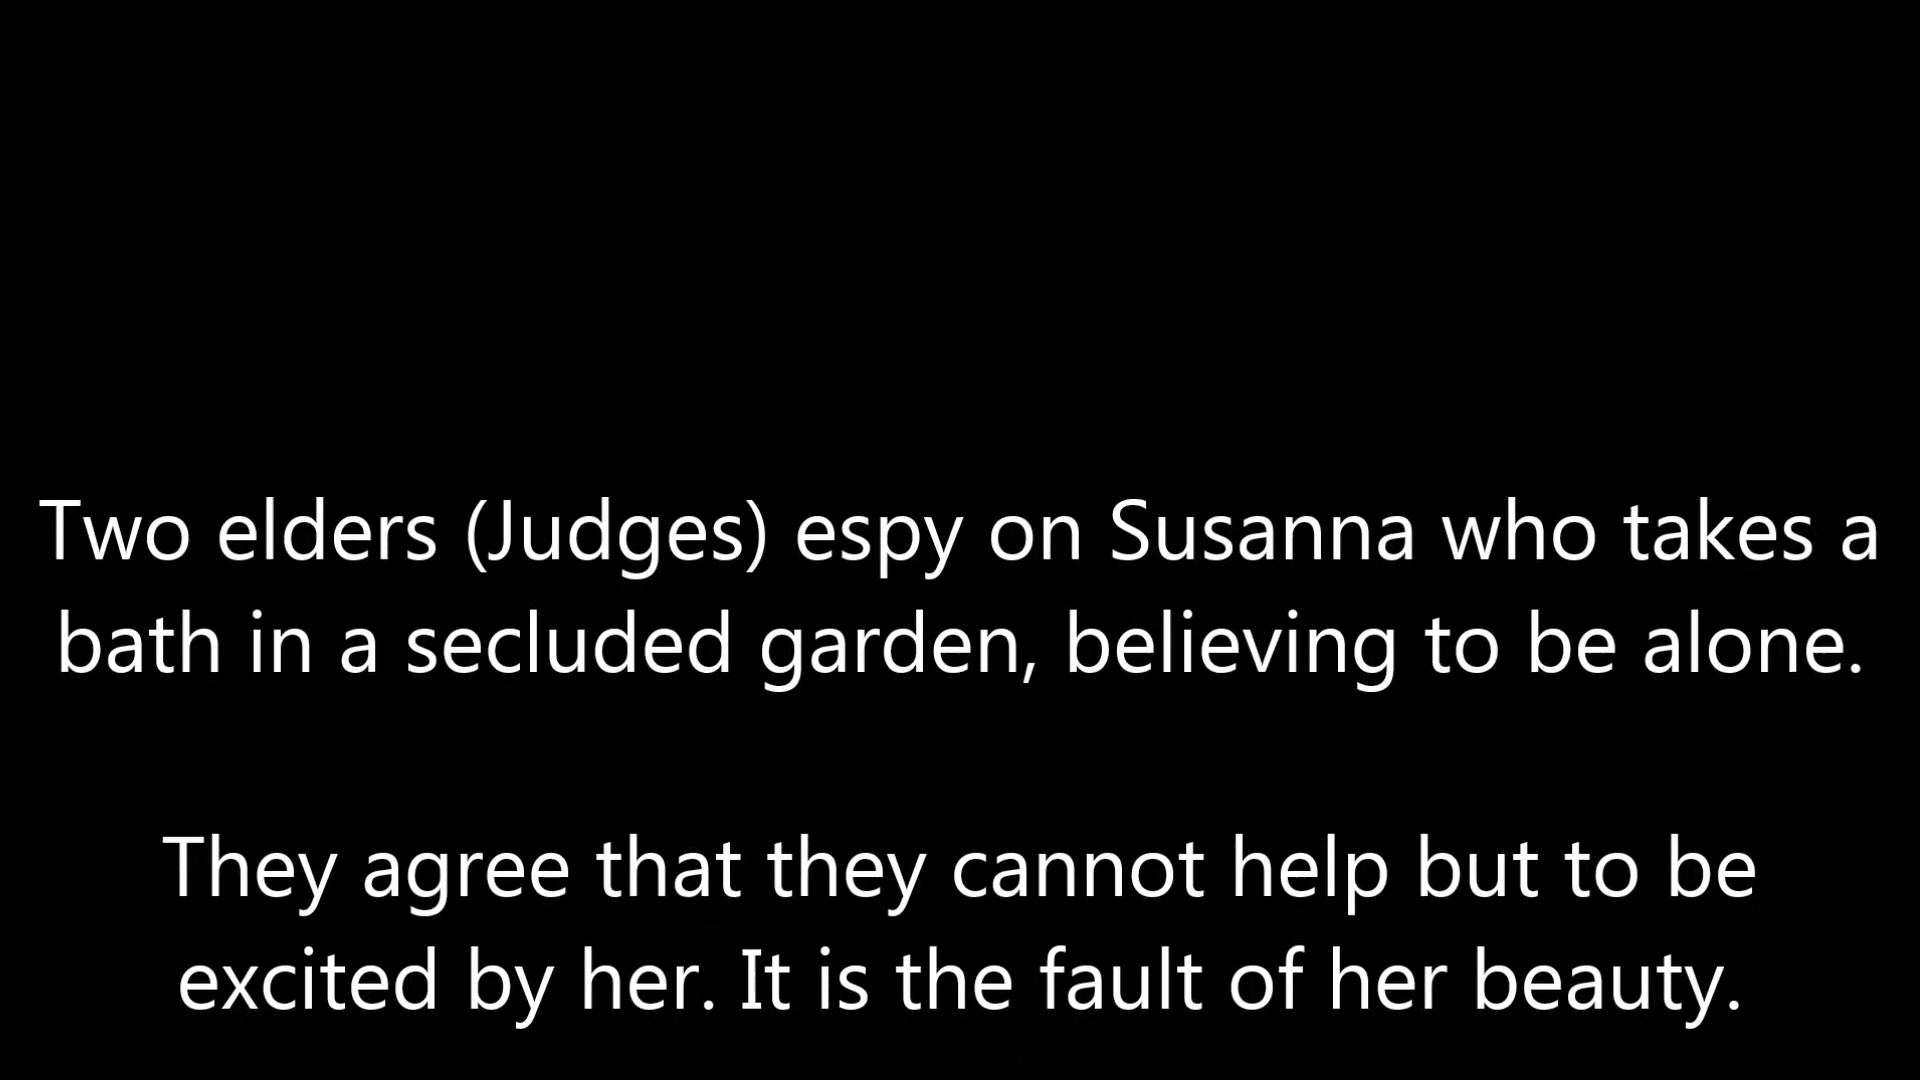 Two elders (Judges) espy on Susanna who takes a
bath in a secluded garden, believing to be alone.
They agree that they cannot help but to be
excited by her. It is the fault of her beauty.